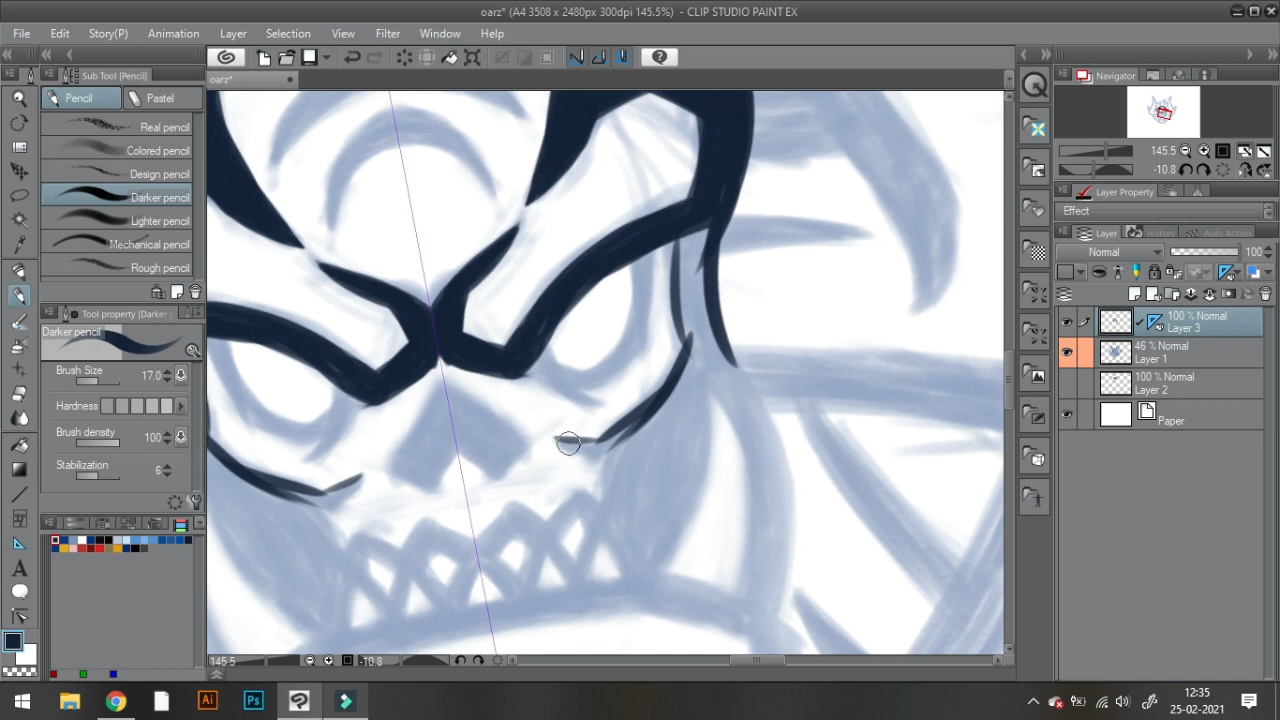 oarz* (A4 3508 x 2480px 300dpi 145.5%) - CLIP STUDIO PAINT EX
File Edit Story(P) Animation Layer Selection View Filter Window Help
Sub Tool [Pencil]
oarz*
Navigator
Pencil Pastel
Real pencil
Colored pencil
Design pencil
Darker pencil
Lighter pencil
Mechanical pencil
Rough pencil
Tool property [Darker
Darker pencil
Brush Size 17.0
Hardness
Brush density 100
Stabilization 6
145.5
-10.8
Layer Property
Effect
Layer History Auto Action
Normal 100
100 % Normal
Layer 3
46 % Normal
Layer 1
100 % Normal
Layer 2
Paper
145.5 -10.8
Ai Ps
12:35
25-02-2021